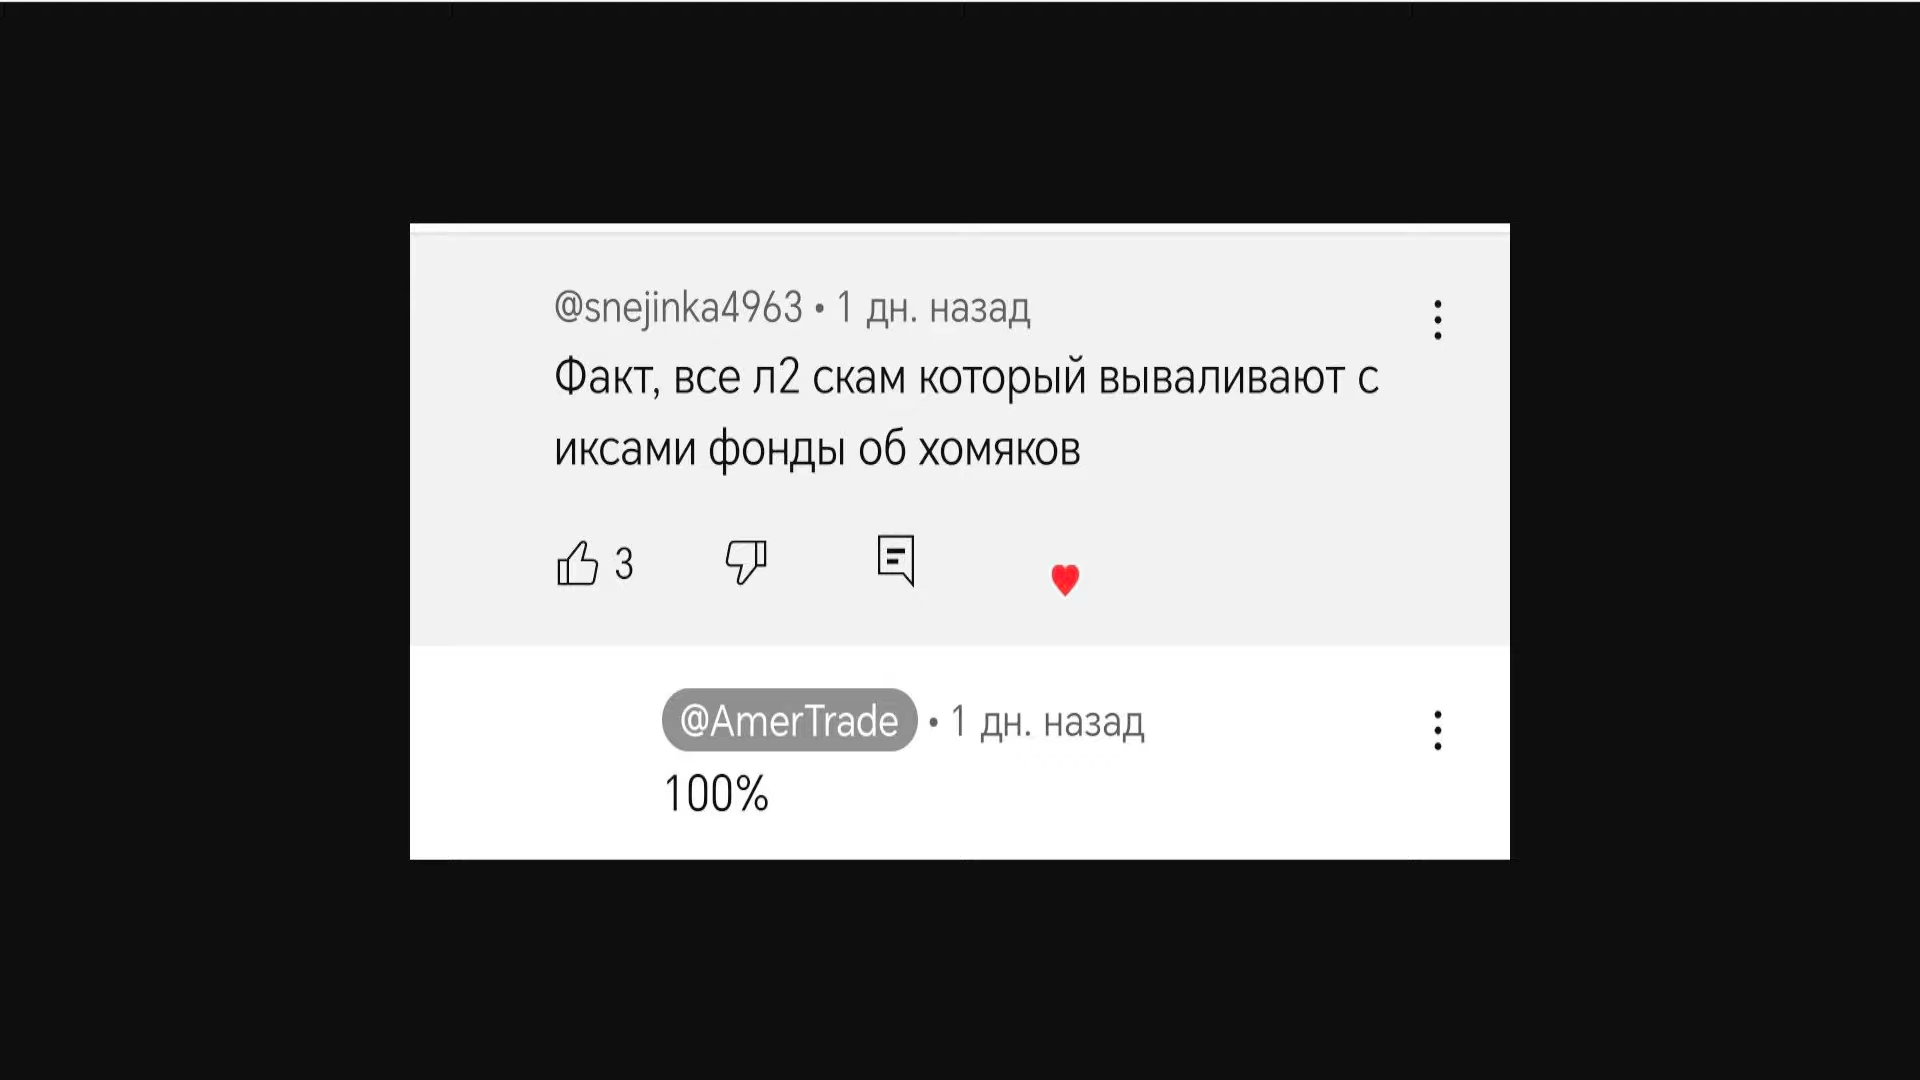 @snejinka4963 • 1 дн. назад
Факт, все л2 скам который вываливают с
иксами фонды об хомяков
3
@AmerTrade • 1 дн. назад
100%